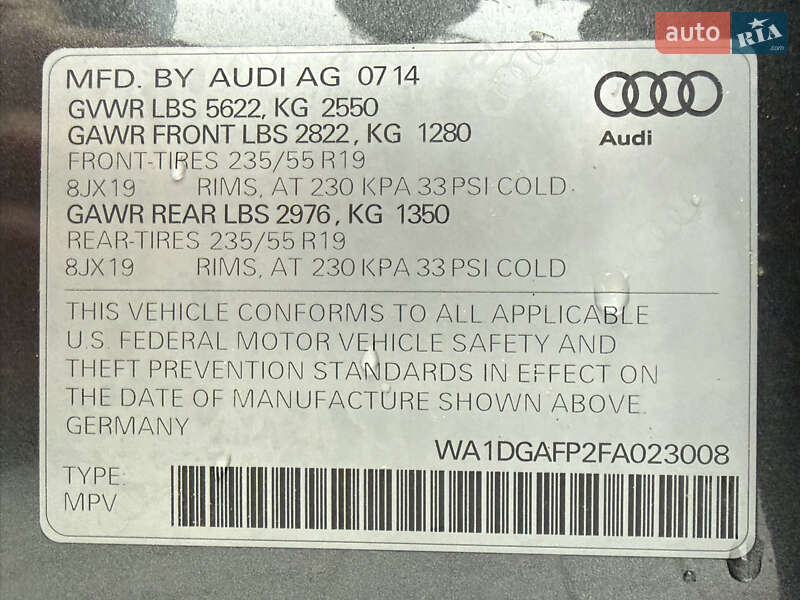 auto RIA .com
MFD. BY AUDI AG 07 14
GVWR LBS 5622, KG 2550
GAWR FRONT LBS 2822, KG 1280
Audi
FRONT-TIRES 235/55 R19
8JX19 RIMS, AT 230 KPA 33 PSI COLD
GAWR REAR LBS 2976, KG 1350
REAR-TIRES 235/55 R19
8JX19 RIMS, AT 230 KPA 33 PSI COLD
THIS VEHICLE CONFORMS TO ALL APPLICABLE
U.S. FEDERAL MOTOR VEHICLE SAFETY AND
THEFT PREVENTION STANDARDS IN EFFECT ON
THE DATE OF MANUFACTURE SHOWN ABOVE.
GERMANY
WA1DGAFP2FA023008
TYPE:
MPV